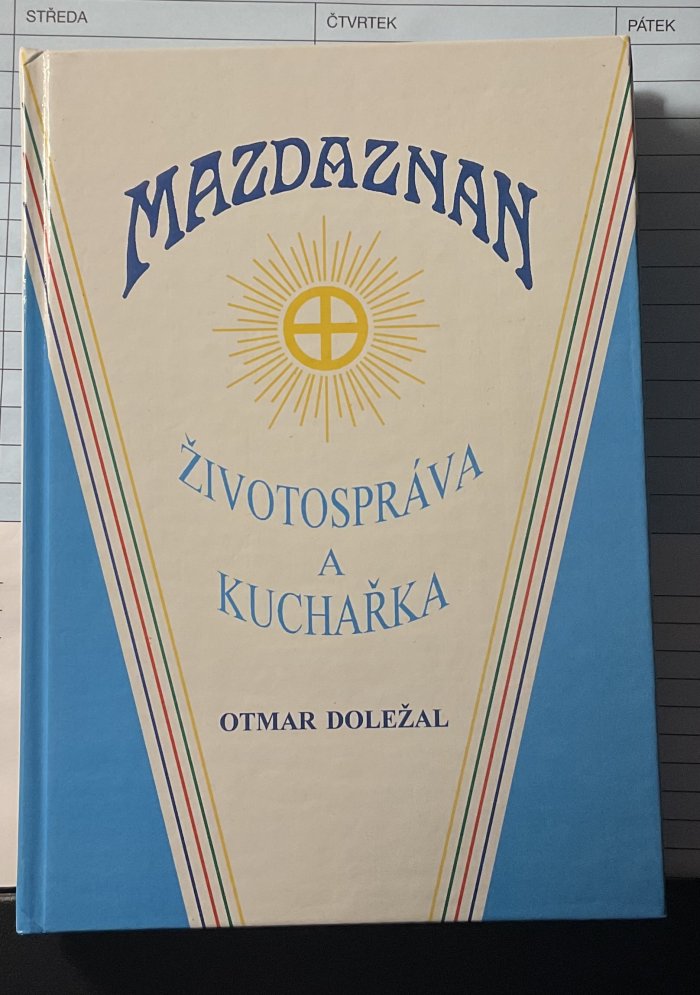 STŘEDA
ČTVRTEK
PÁTEK
MAZDAZNAN
ŽIVOTOSPRÁVA
A
KUCHAŘKA
OTMAR DOLEŽAL